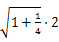 √(1 + 1/4) · 2